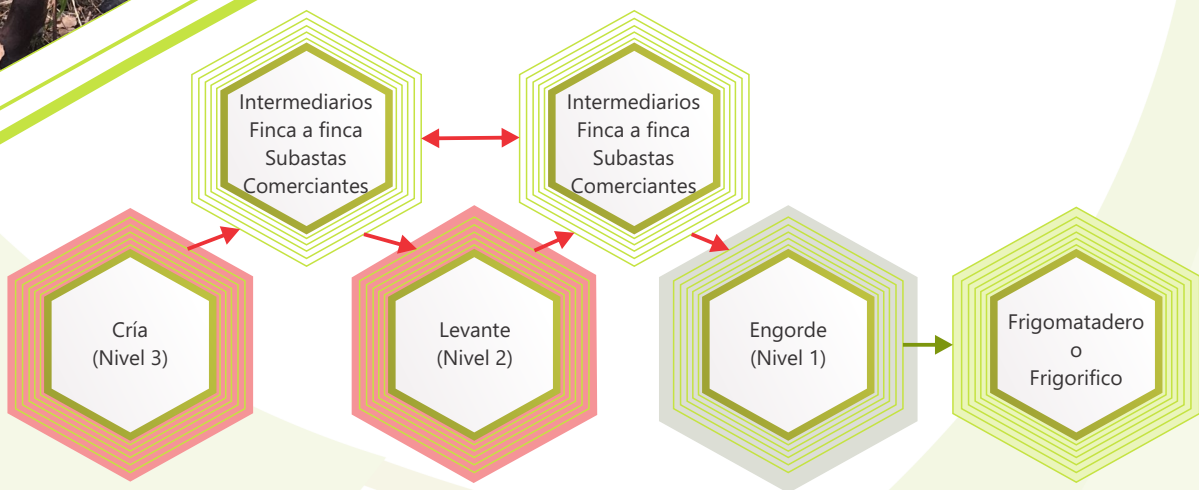 Intermediarios
Finca a finca
Subastas
Comerciantes
Intermediarios
Finca a finca
Subastas
Comerciantes
Cría
(Nivel 3)
Levante
(Nivel 2)
Engorde
(Nivel 1)
Frigomatadero
o
Frigorifico